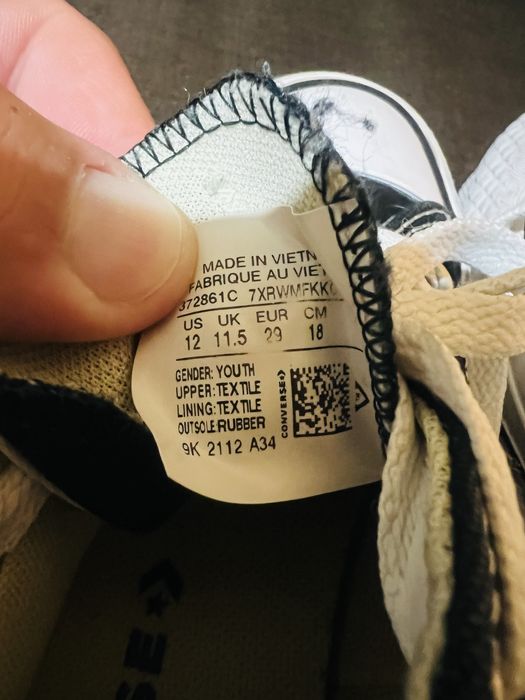 MADE IN VIETN
FABRIQUE AU VIET
372861C 7XRWMFKK
US UK EUR CM
12 11.5 29 18
GENDER: YOUTH
UPPER: TEXTILE
LINING: TEXTILE
OUTSOLE: RUBBER
CONVERSE
9K 2112 A34
SE